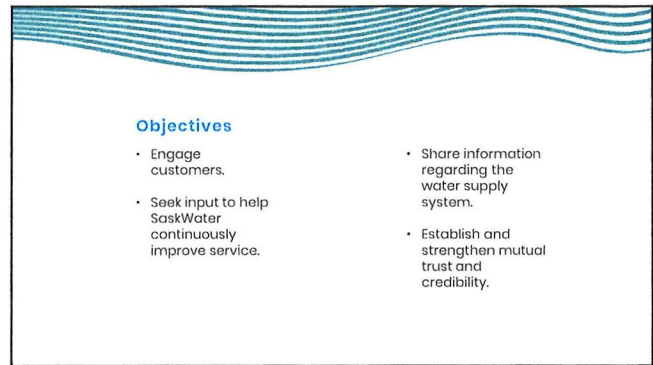 Objectives
• Engage
customers.
• Seek input to help
SaskWater
continuously
improve service.
• Share information
regarding the
water supply
system.
• Establish and
strengthen mutual
trust and
credibility.